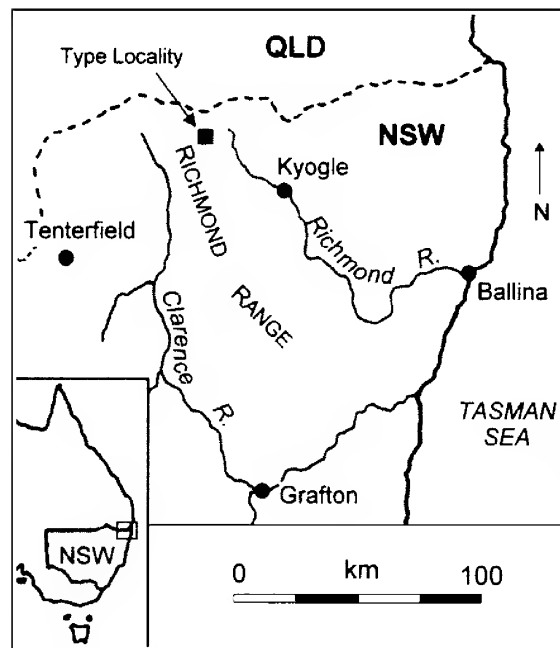 QLD
Type Locality
NSW
Kyogle
N
RICHMOND
Tenterfield
Richmond R.
RANGE
Ballina
Clarence R.
TASMAN
SEA
Grafton
NSW
0 km 100